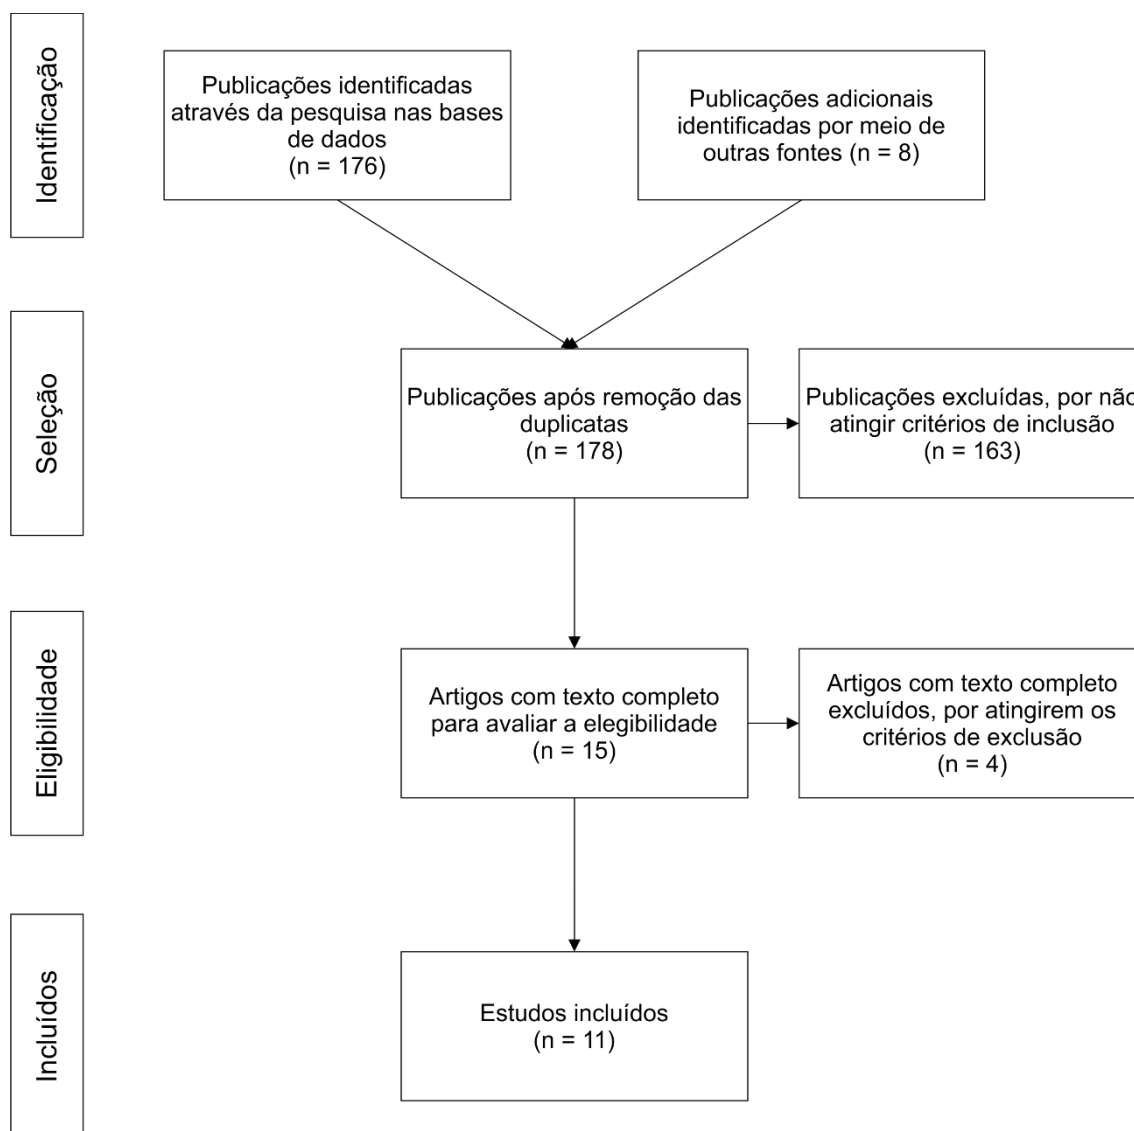 Identificação
Publicações identificadas
através da pesquisa nas bases
de dados
(n = 176)
Publicações adicionais
identificadas por meio de
outras fontes (n = 8)
Seleção
Publicações após remoção das
duplicatas
(n = 178)
Publicações excluídas, por não
atingir critérios de inclusão
(n = 163)
Eligibilidade
Artigos com texto completo
para avaliar a elegibilidade
(n = 15)
Artigos com texto completo
excluídos, por atingirem os
critérios de exclusão
(n = 4)
Incluídos
Estudos incluídos
(n = 11)